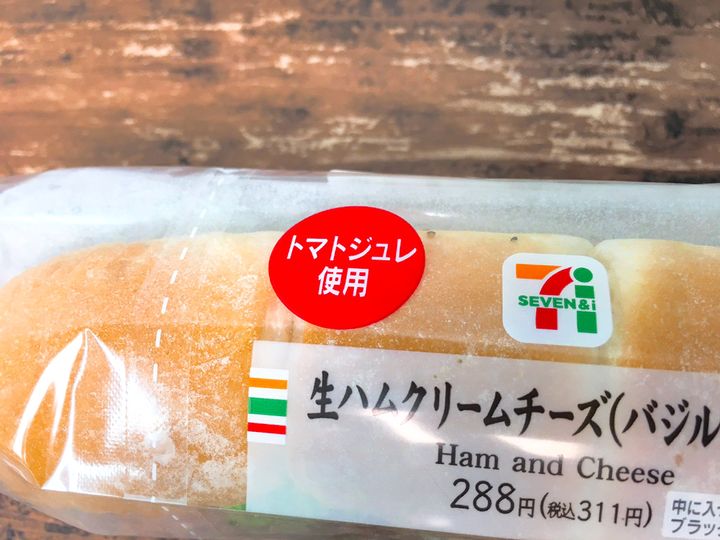 トマトジュレ
使用
SEVEN&i
生ハムクリームチーズ(バジル
Ham and Cheese
288円(税込311円)
中に入っ
ブラッ